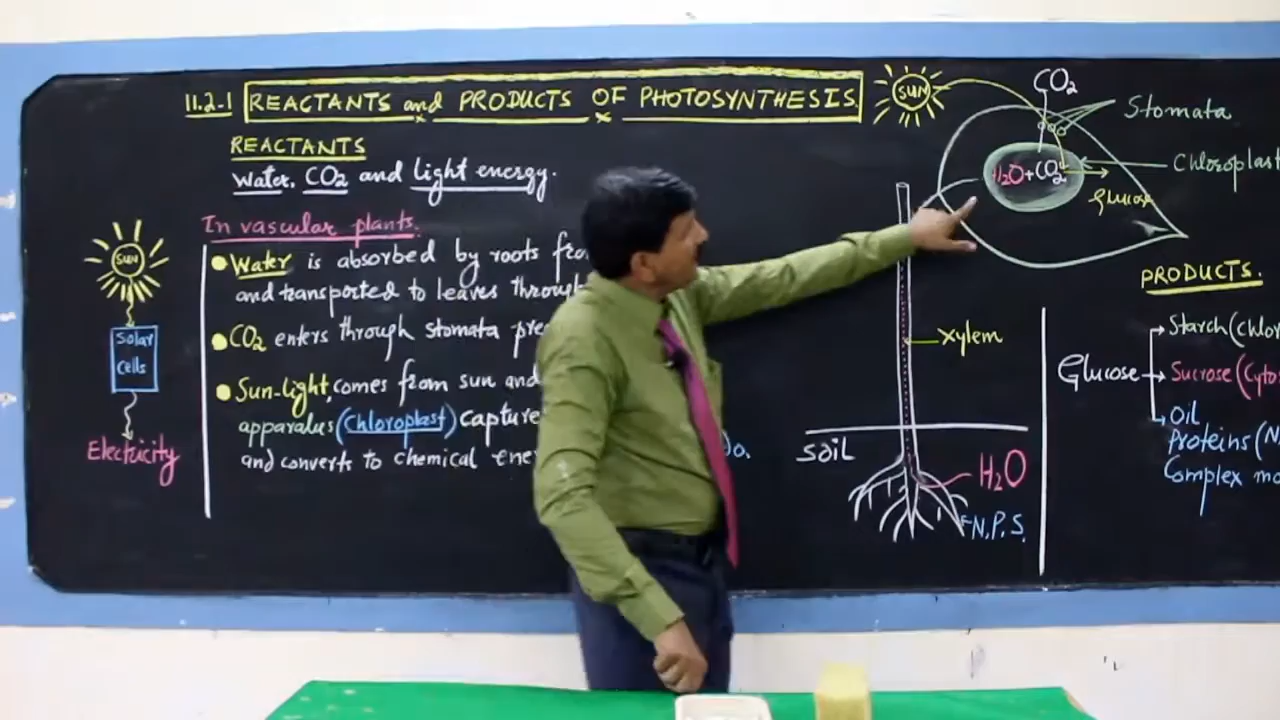 11.2.1 REACTANTS and PRODUCTS OF PHOTOSYNTHESIS.
REACTANTS
Water, CO2 and light energy.
In vascular plants.
Water is absorbed by roots
and transported to leaves
CO2 enters through stomata
Sun-light, comes from sun and
apparatus (Chloroplast)
and converts to chemical
SUN
Solar
Cells
Electricity
SUN
CO2
Stomata
H2O+CO2
Glucose
Xylem
Soil
H2O
N.P.S.
PRODUCTS.
Glucose
Starch
Sucrose
Oil
Proteins
Complex